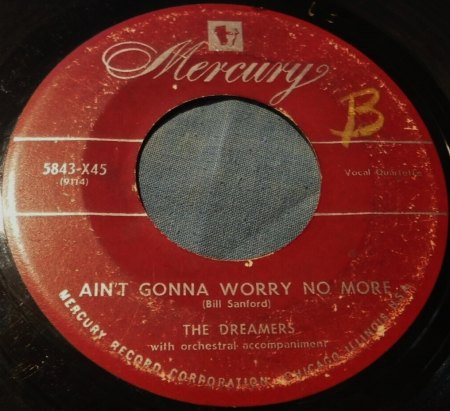 Mercury
B
5843-X45
(9114)
Vocal Quartette
AIN'T GONNA WORRY NO MORE
(Bill Sanford)
THE DREAMERS
with orchestral accompaniment
MERCURY RECORD CORPORATION, CHICAGO, ILLINOIS, U.S.A.